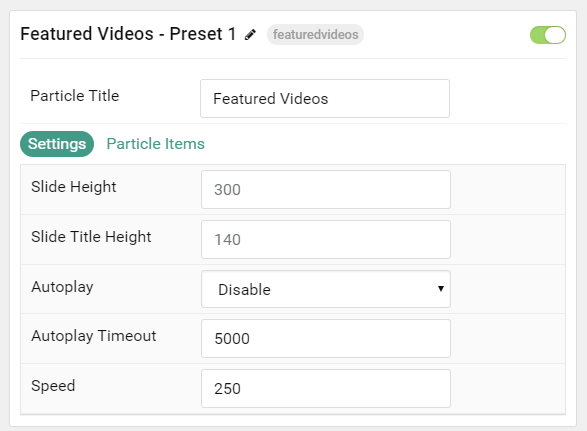 Featured Videos - Preset 1 featuredvideos
Particle Title Featured Videos
Settings Particle Items
Slide Height 300
Slide Title Height 140
Autoplay Disable
Autoplay Timeout 5000
Speed 250